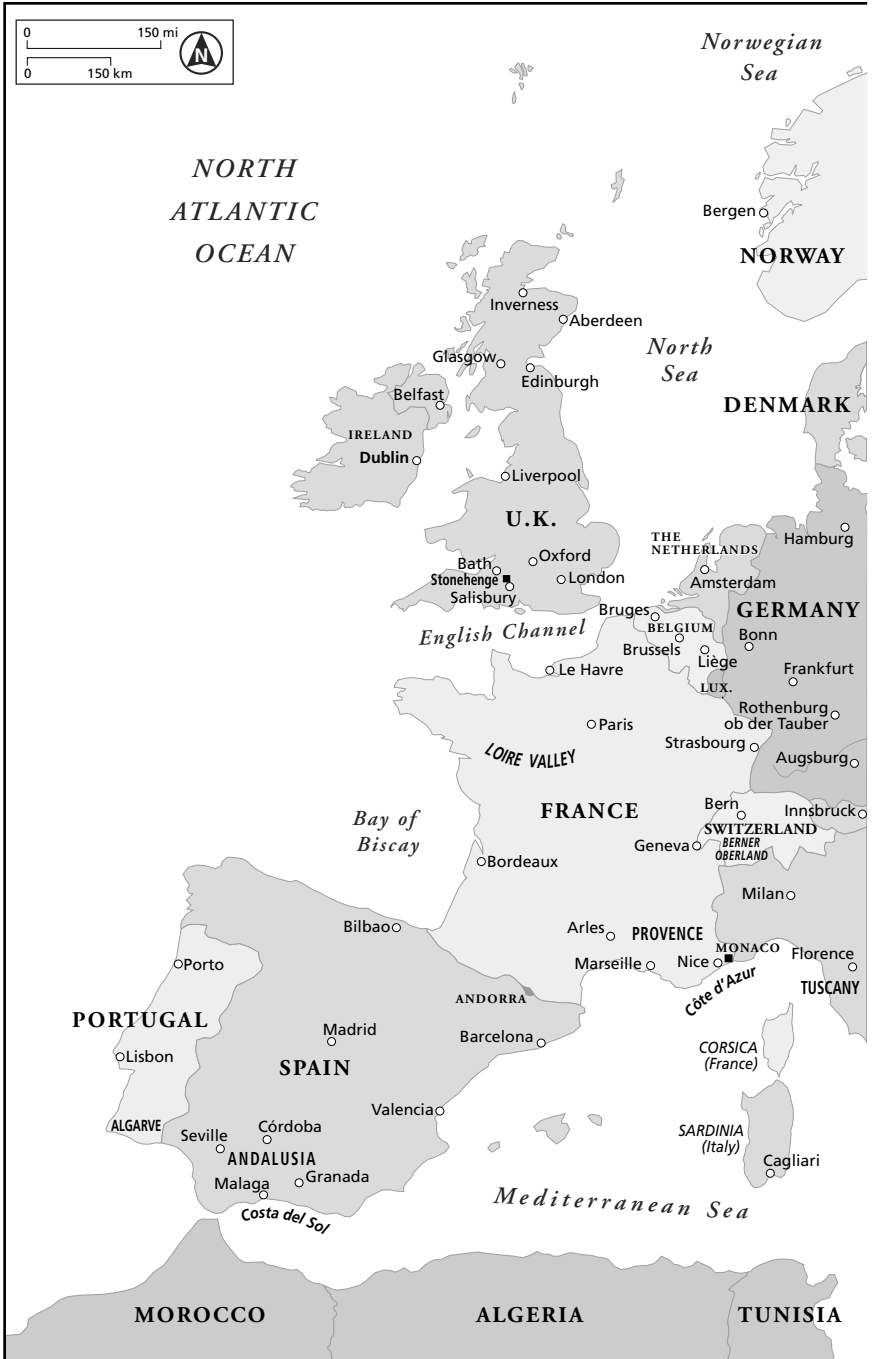 0 150 mi
0 150 km
N
Norwegian
Sea
NORTH
ATLANTIC
OCEAN
Bergen
NORWAY
Inverness
Aberdeen
North
Sea
Glasgow
Edinburgh
Belfast
DENMARK
IRELAND
Dublin
Liverpool
U.K.
Hamburg
THE
NETHERLANDS
Oxford
Bath
Stonehenge
London
Amsterdam
Salisbury
Bruges
GERMANY
English Channel
BELGIUM
Bonn
Brussels
Liège
Le Havre
Frankfurt
LUX.
Rothenburg
ob der Tauber
Paris
Strasbourg
LOIRE VALLEY
Augsburg
Bern
Innsbruck
FRANCE
Bay of
Biscay
SWITZERLAND
BERNER
OBERLAND
Geneva
Bordeaux
Milan
Bilbao
Arles
PROVENCE
MONACO
Florence
Porto
Marseille
Nice
Côte d'Azur
TUSCANY
ANDORRA
PORTUGAL
Madrid
Barcelona
CORSICA
(France)
Lisbon
SPAIN
Valencia
ALGARVE
Córdoba
Seville
SARDINIA
(Italy)
ANDALUSIA
Cagliari
Granada
Malaga
Mediterranean Sea
Costa del Sol
MOROCCO
ALGERIA
TUNISIA